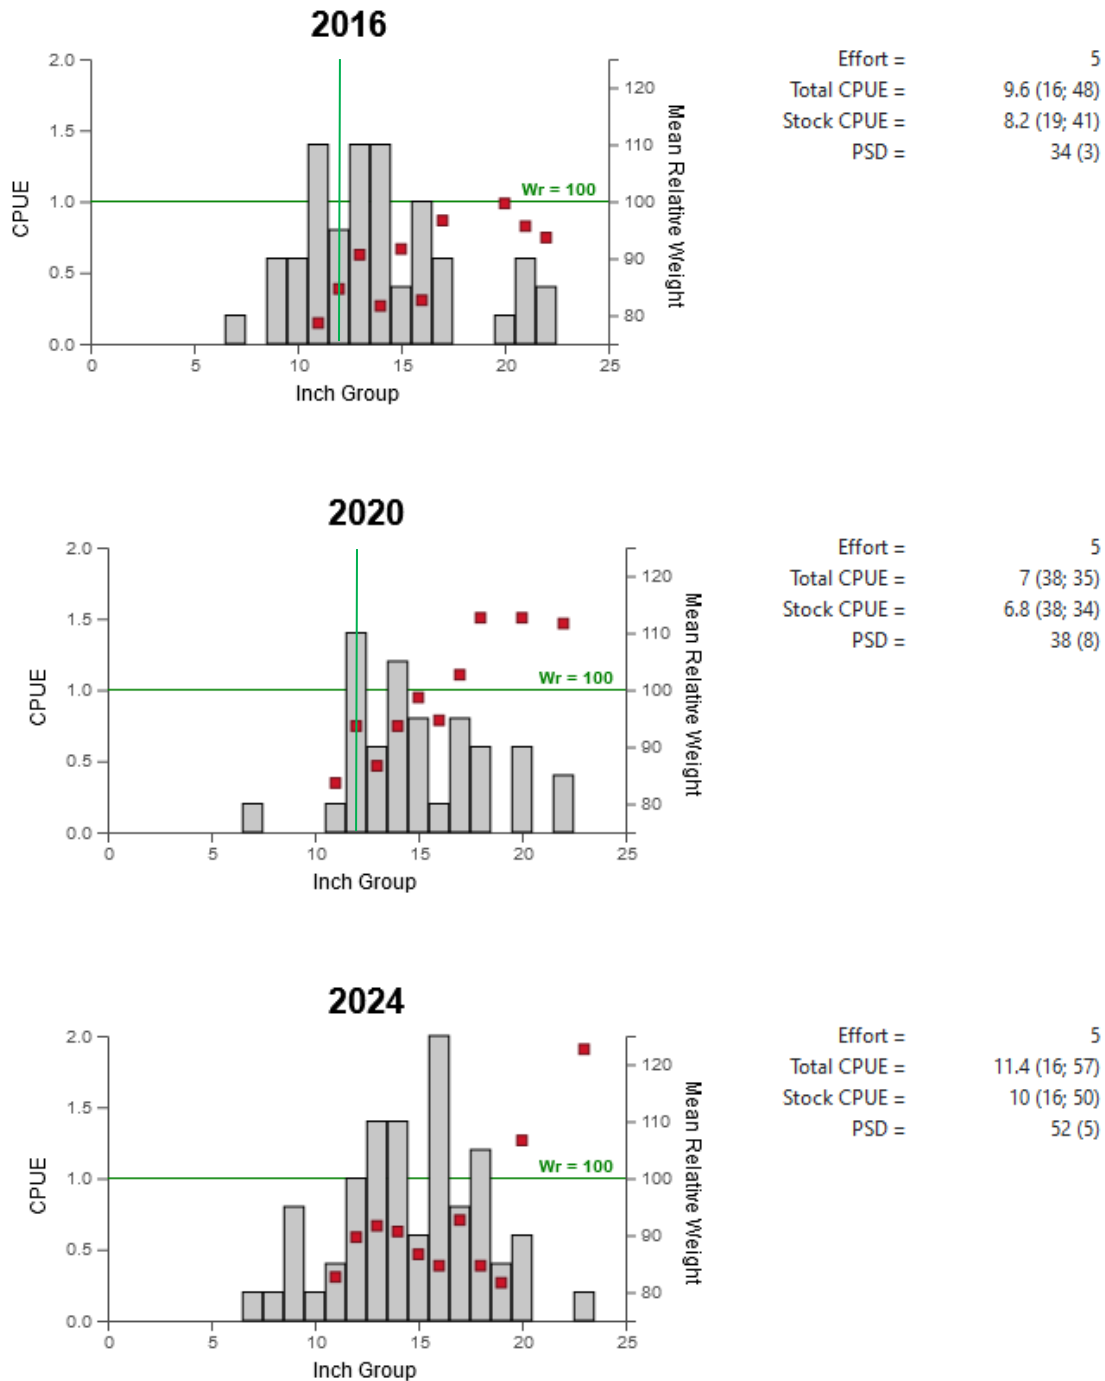 2016
2.0
1.5
1.0
0.5
0.0
CPUE
0 5 10 15 20 25
Inch Group
120
110
100
90
80
Mean Relative Weight
Wr = 100
Effort = 5
Total CPUE = 9.6 (16; 48)
Stock CPUE = 8.2 (19; 41)
PSD = 34 (3)
2020
2.0
1.5
1.0
0.5
0.0
CPUE
0 5 10 15 20 25
Inch Group
120
110
100
90
80
Mean Relative Weight
Wr = 100
Effort = 5
Total CPUE = 7 (38; 35)
Stock CPUE = 6.8 (38; 34)
PSD = 38 (8)
2024
2.0
1.5
1.0
0.5
0.0
CPUE
0 5 10 15 20 25
Inch Group
120
110
100
90
80
Mean Relative Weight
Wr = 100
Effort = 5
Total CPUE = 11.4 (16; 57)
Stock CPUE = 10 (16; 50)
PSD = 52 (5)